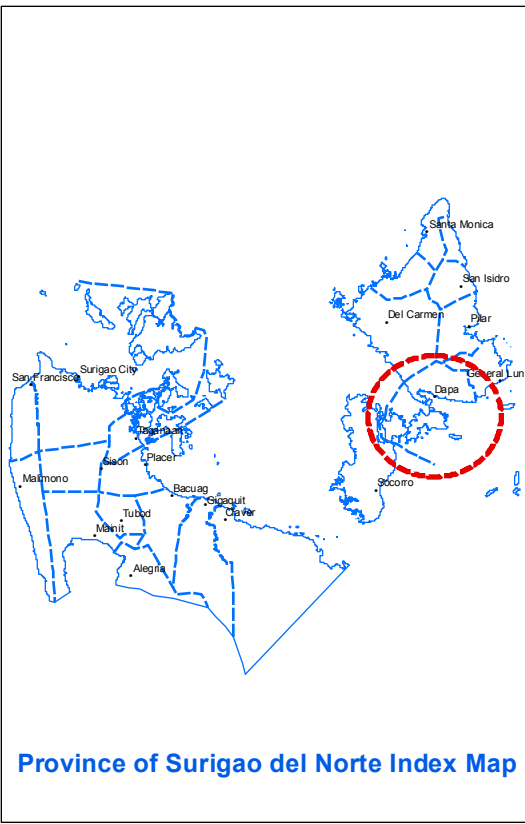 Santa Monica
San Isidro
Del Carmen
Pilar
General Lun
Dapa
Socorro
San Francisco
Surigao City
Taganaan
Placer
Sison
Malimono
Bacuag
Gigaquit
Claver
Tubod
Mainit
Alegria
Province of Surigao del Norte Index Map